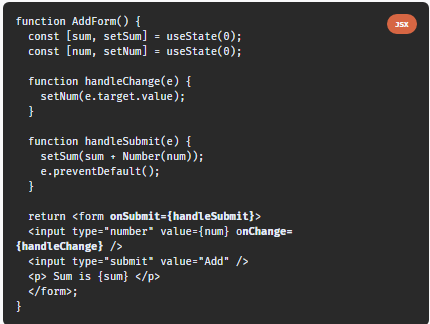 function AddForm() {
JSX
  const [sum, setSum] = useState(0);
  const [num, setNum] = useState(0);

  function handleChange(e) {
    setNum(e.target.value);
  }

  function handleSubmit(e) {
    setSum(sum + Number(num));
    e.preventDefault();
  }

  return <form onSubmit={handleSubmit}>
  <input type="number" value={num} onChange=
{handleChange} />
  <input type="submit" value="Add" />
  <p> Sum is {sum} </p>
  </form>;
}